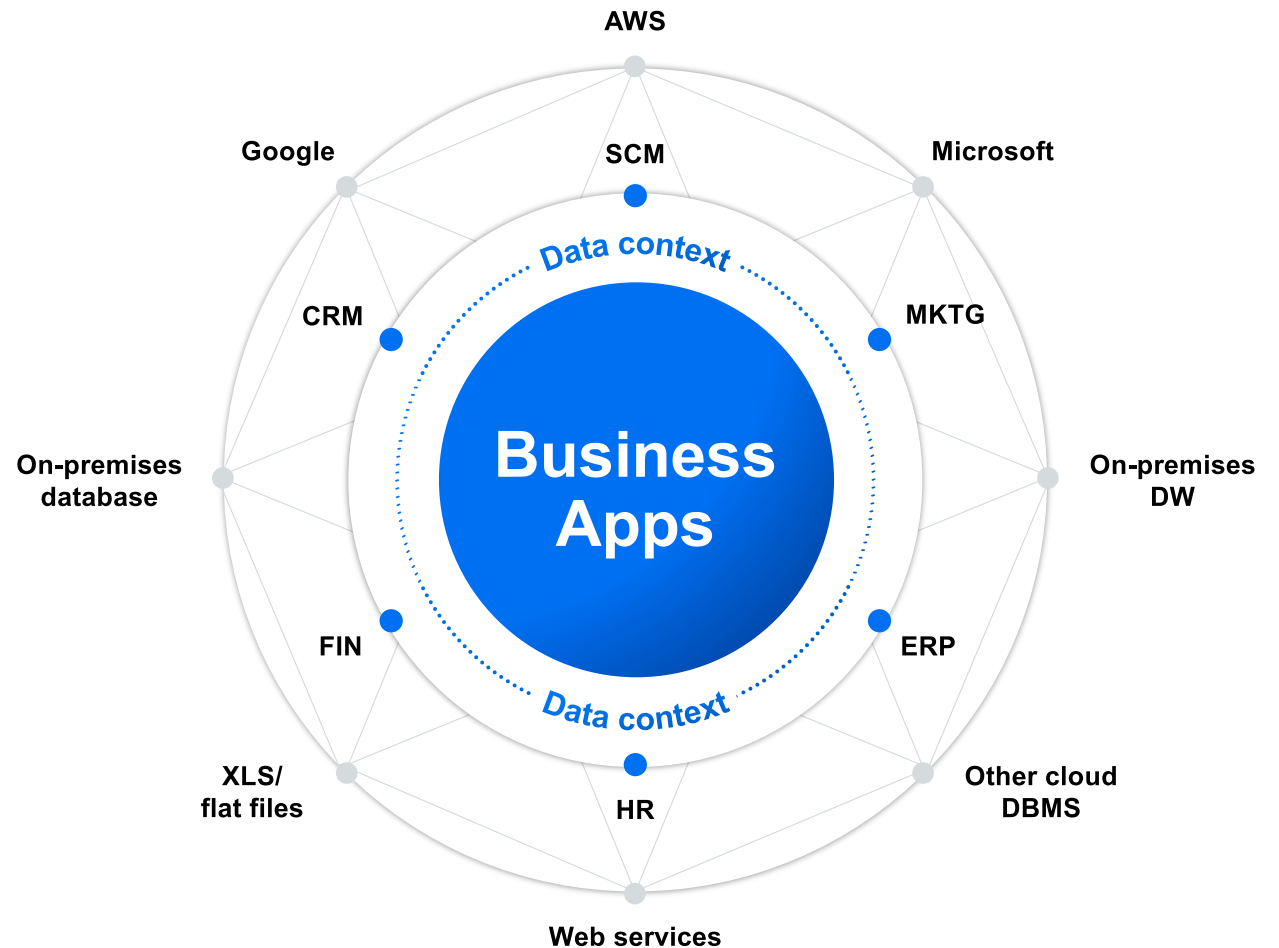 AWS
Google
SCM
Microsoft
Data context
CRM
MKTG
Business
Apps
On-premises
database
On-premises
DW
FIN
ERP
Data context
XLS/
flat files
HR
Other cloud
DBMS
Web services